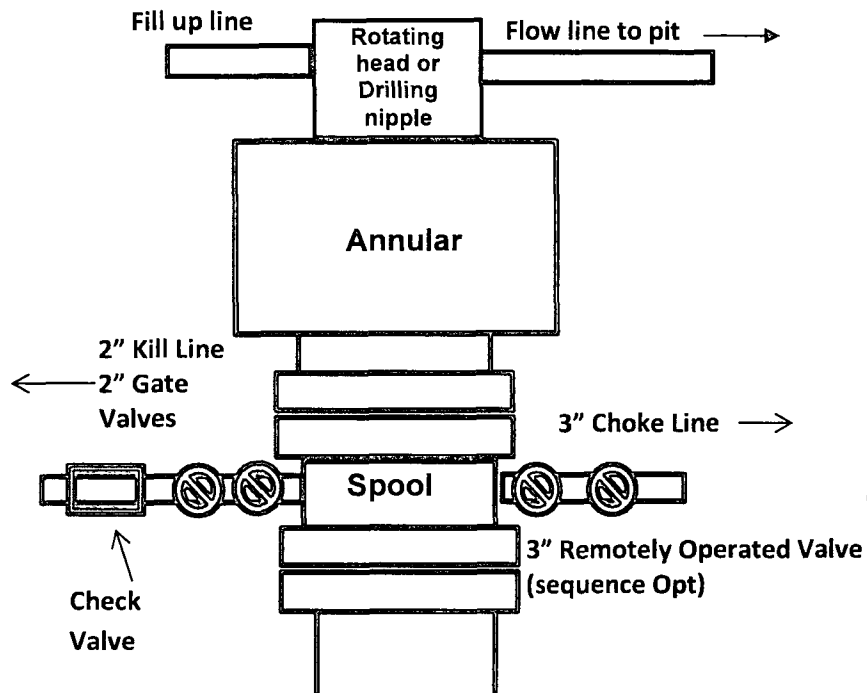 Fill up line
Rotating
head or
Drilling
nipple
Flow line to pit
Annular
2” Kill Line
2” Gate
Valves
3” Choke Line
Spool
3” Remotely Operated Valve
(sequence Opt)
Check
Valve